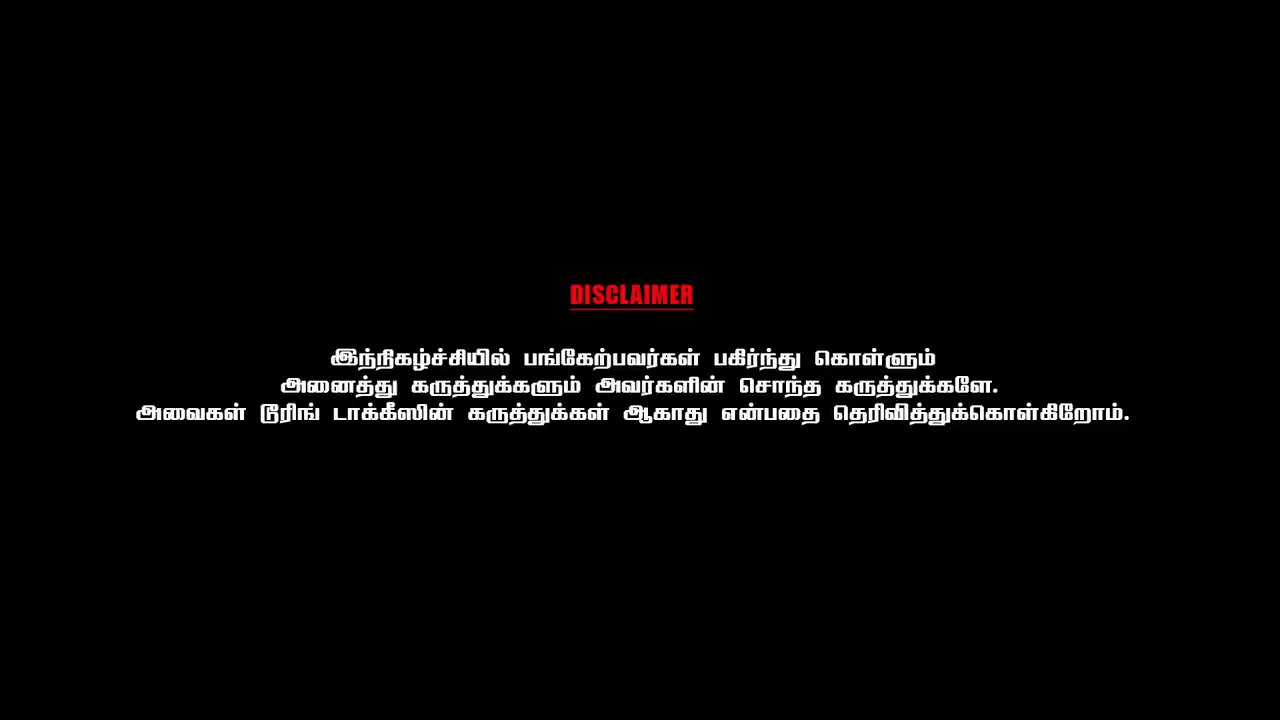 DISCLAIMER
இந்நிகழ்ச்சியில் பங்கேற்பவர்கள் பகிர்ந்து கொள்ளும்
அனைத்து கருத்துக்களும் அவர்களின் சொந்த கருத்துக்களே.
அவைகள் டூரிங் டாக்கீஸின் கருத்துக்கள் ஆகாது என்பதை தெரிவித்துக்கொள்கிறோம்.